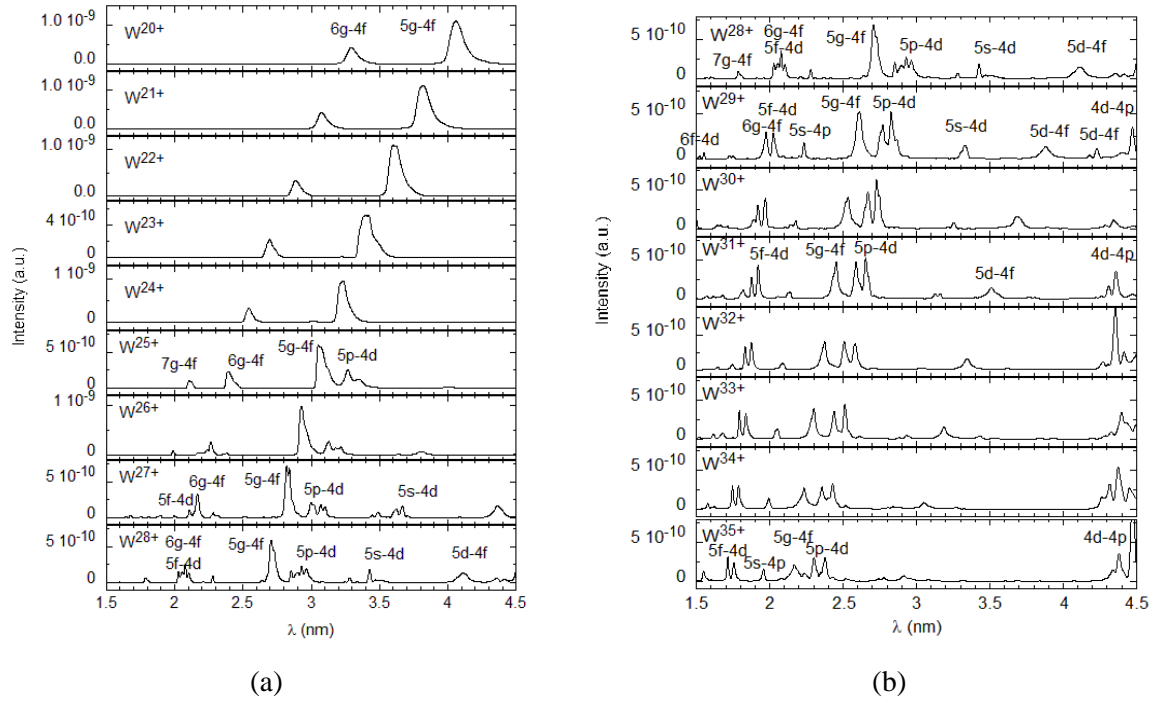 1.0 10⁻⁹
W²⁰⁺
6g-4f
5g-4f
0.0
1.0 10⁻⁹
W²¹⁺
0.0
1.0 10⁻⁹
W²²⁺
0.0
4 10⁻¹⁰
W²³⁺
0
1 10⁻⁹
W²⁴⁺
0
5 10⁻¹⁰
W²⁵⁺
7g-4f
6g-4f
5g-4f
5p-4d
0
1 10⁻⁹
W²⁶⁺
0
5 10⁻¹⁰
W²⁷⁺
5f-4d
6g-4f
5g-4f
5p-4d
5s-4d
0
5 10⁻¹⁰
W²⁸⁺
6g-4f
5f-4d
5g-4f
5p-4d
5s-4d
5d-4f
0
Intensity (a.u.)
1.5 2 2.5 3 3.5 4 4.5
λ (nm)
(a)
5 10⁻¹⁰
W²⁸⁺
7g-4f
6g-4f
5f-4d
5g-4f
5p-4d
5s-4d
5d-4f
0
5 10⁻¹⁰
W²⁹⁺
6f-4d
5f-4d
6g-4f
5s-4p
5g-4f
5p-4d
5s-4d
5d-4f
5d-4f
4d-4p
0
5 10⁻¹⁰
W³⁰⁺
0
5 10⁻¹⁰
W³¹⁺
5f-4d
5g-4f
5p-4d
5d-4f
4d-4p
0
5 10⁻¹⁰
W³²⁺
0
5 10⁻¹⁰
W³³⁺
0
5 10⁻¹⁰
W³⁴⁺
0
5 10⁻¹⁰
W³⁵⁺
5f-4d
5s-4p
5g-4f
5p-4d
4d-4p
0
Intensity (a.u.)
1.5 2 2.5 3 3.5 4 4.5
λ (nm)
(b)